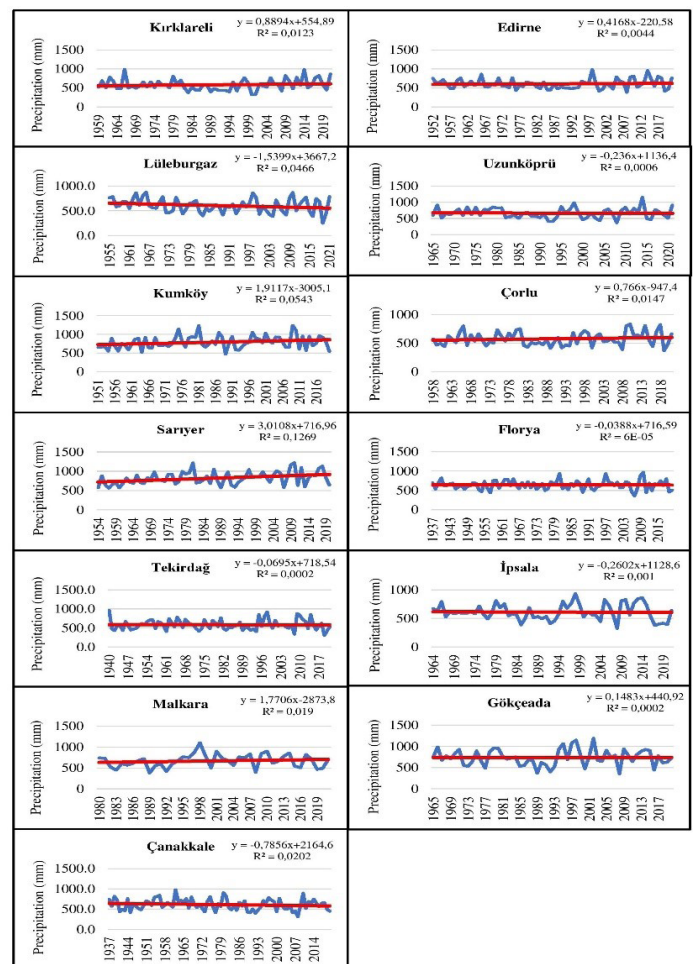 Kırklareli
y = 0,8894x+554,89
R² = 0,0123
Precipitation (mm)
1500
1000
500
0
1959 1964 1969 1974 1979 1984 1989 1994 1999 2004 2009 2014 2019
Edirne
y = 0,4168x-220,58
R² = 0,0044
Precipitation (mm)
1500
1000
500
0
1952 1957 1962 1967 1972 1977 1982 1987 1992 1997 2002 2007 2012 2017
Lüleburgaz
y = -1,5399x+3667,2
R² = 0,0466
Precipitation (mm)
1000.0
500.0
0.0
1955 1961 1967 1973 1979 1985 1991 1997 2003 2009 2015 2021
Uzunköprü
y = -0,236x+1136,4
R² = 0,0006
Precipitation (mm)
1500
1000
500
0
1965 1970 1975 1980 1985 1990 1995 2000 2005 2010 2015 2020
Kumköy
y = 1,9117x-3005,1
R² = 0,0543
Precipitation (mm)
1500
1000
500
0
1951 1956 1961 1966 1971 1976 1981 1986 1991 1996 2001 2006 2011 2016
Çorlu
y = 0,766x-947,4
R² = 0,0147
Precipitation (mm)
1000
500
0
1958 1963 1968 1973 1978 1983 1988 1993 1998 2003 2008 2013 2018
Sarıyer
y = 3,0108x+716,96
R² = 0,1269
Precipitation (mm)
1500
1000
500
0
1954 1959 1964 1969 1974 1979 1984 1989 1994 1999 2004 2009 2014 2019
Florya
y = -0,0388x+716,59
R² = 6E-05
Precipitation (mm)
1500
1000
500
0
1937 1943 1949 1955 1961 1967 1973 1979 1985 1991 1997 2003 2009 2015
Tekirdağ
y = -0,0695x+718,54
R² = 0,0002
Precipitation (mm)
1500.0
1000.0
500.0
0.0
1940 1947 1954 1961 1968 1975 1982 1989 1996 2003 2010 2017
İpsala
y = -0,2602x+1128,6
R² = 0,001
Precipitation (mm)
1000
500
0
1964 1969 1974 1979 1984 1989 1994 1999 2004 2009 2014 2019
Malkara
y = 1,7706x-2873,8
R² = 0,019
Precipitation (mm)
1500
1000
500
0
1980 1983 1986 1989 1992 1995 1998 2001 2004 2007 2010 2013 2016 2019
Gökçeada
y = 0,1483x+440,92
R² = 0,0002
Precipitation (mm)
1500
1000
500
0
1965 1969 1973 1977 1981 1985 1989 1993 1997 2001 2005 2009 2013 2017
Çanakkale
y = -0,7856x+2164,6
R² = 0,0202
Precipitation (mm)
1500.0
1000.0
500.0
0.0
1937 1944 1951 1958 1965 1972 1979 1986 1993 2000 2007 2014